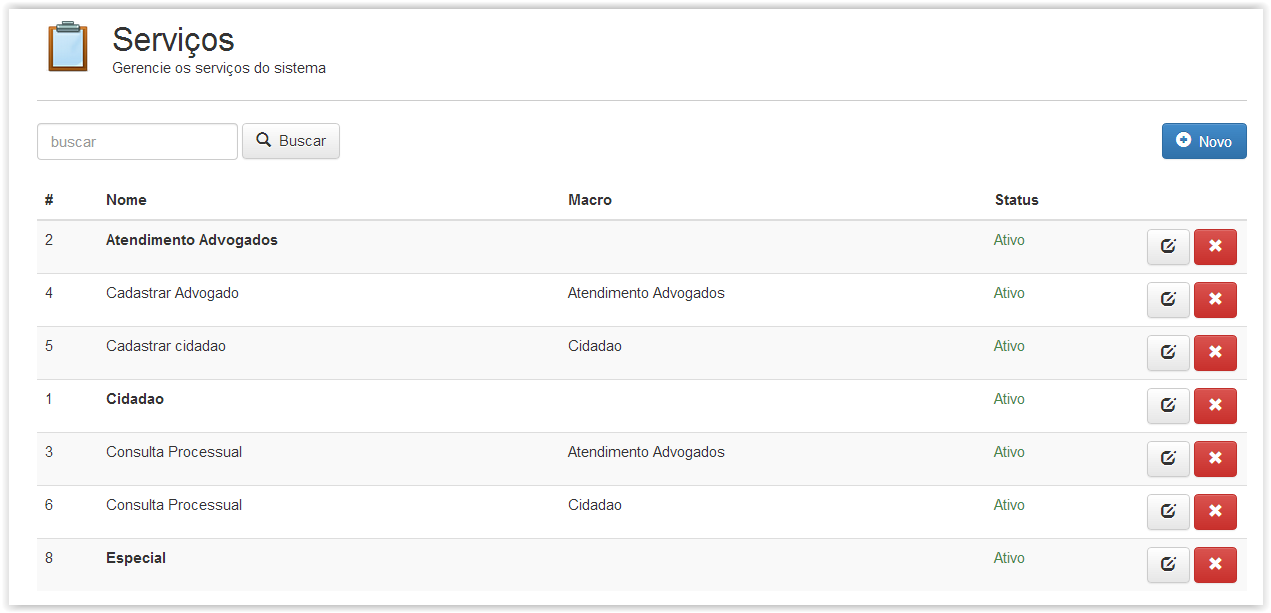 Serviços
Gerencie os serviços do sistema
buscar Buscar Novo
# Nome Macro Status
2 Atendimento Advogados Ativo
4 Cadastrar Advogado Atendimento Advogados Ativo
5 Cadastrar cidadao Cidadao Ativo
1 Cidadao Ativo
3 Consulta Processual Atendimento Advogados Ativo
6 Consulta Processual Cidadao Ativo
8 Especial Ativo